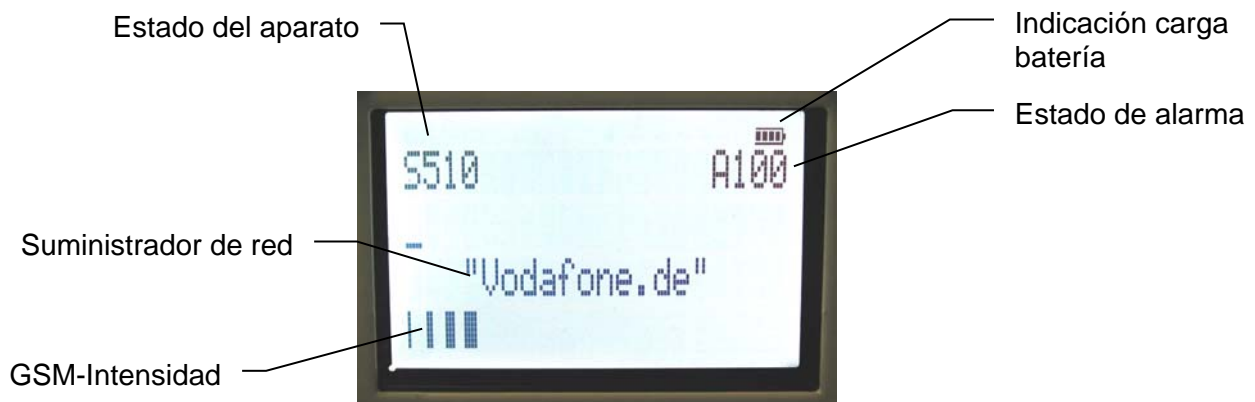 Estado del aparato
Indicación carga
batería
Estado de alarma
S510
A100
Suministrador de red
"Vodafone.de"
GSM-Intensidad